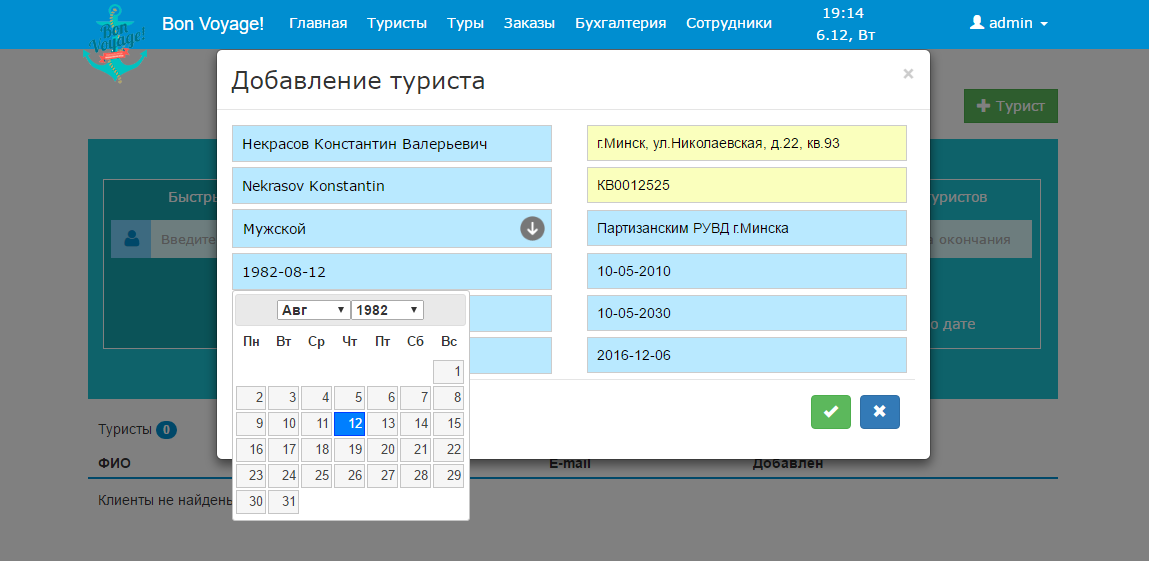 Bon Voyage!
Bon Voyage! Главная Туристы Туры Заказы Бухгалтерия Сотрудники
19:14
6.12, Вт
admin
Добавление туриста ×
Турист
Некрасов Константин Валерьевич
г.Минск, ул.Николаевская, д.22, кв.93
Nekrasov Konstantin
КВ0012525
Мужской
Партизанским РУВД г.Минска
1982-08-12
10-05-2010
10-05-2030
2016-12-06
Авг 1982
Пн Вт Ср Чт Пт Сб Вс
1
2 3 4 5 6 7 8
9 10 11 12 13 14 15
16 17 18 19 20 21 22
23 24 25 26 27 28 29
30 31
окончания
дате
Туристы 0
ФИО E-mail Добавлен
Клиенты не